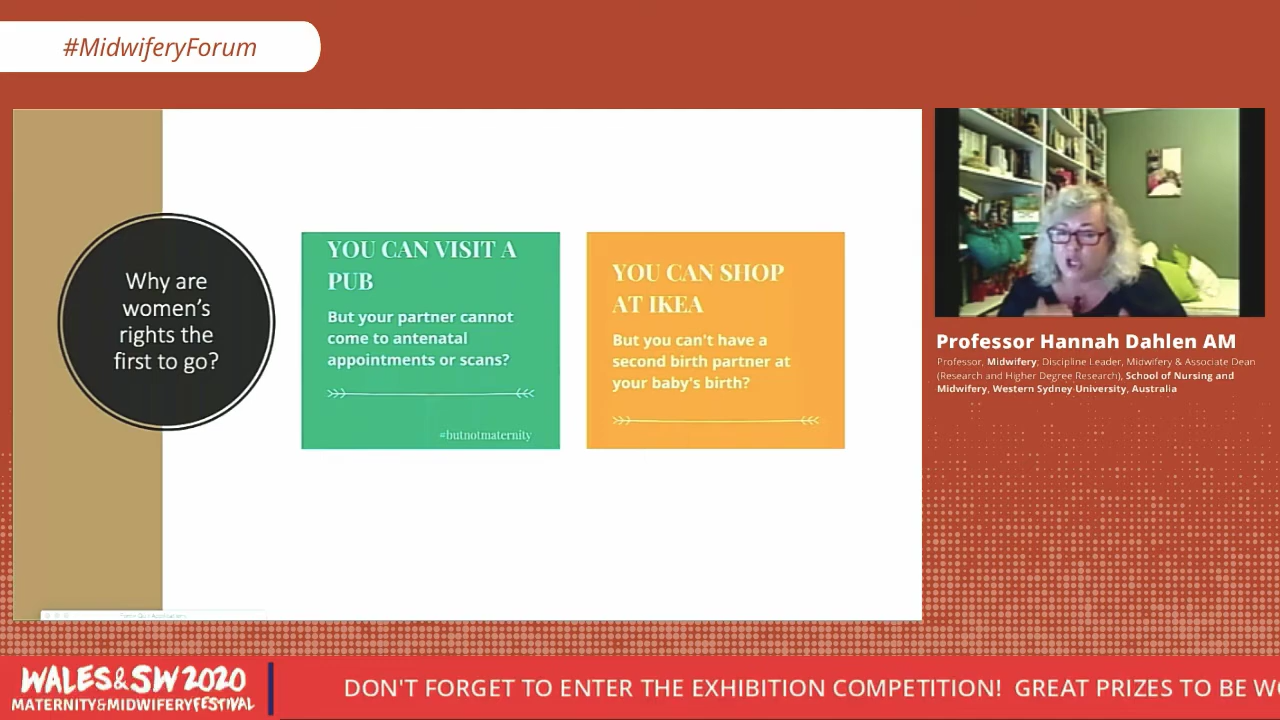 #MidwiferyForum
Why are
women's
rights the
first to go?
YOU CAN VISIT A
PUB
But your partner cannot
come to antenatal
appointments or scans?
#butnotmaternity
YOU CAN SHOP
AT IKEA
But you can't have a
second birth partner at
your baby's birth?
Professor Hannah Dahlen AM
Professor, Midwifery; Discipline Leader, Midwifery & Associate Dean
(Research and Higher Degree Research), School of Nursing and
Midwifery, Western Sydney University, Australia
WALES&SW2020
MATERNITY&MIDWIFERYFESTIVAL
DON'T FORGET TO ENTER THE EXHIBITION COMPETITION! GREAT PRIZES TO BE